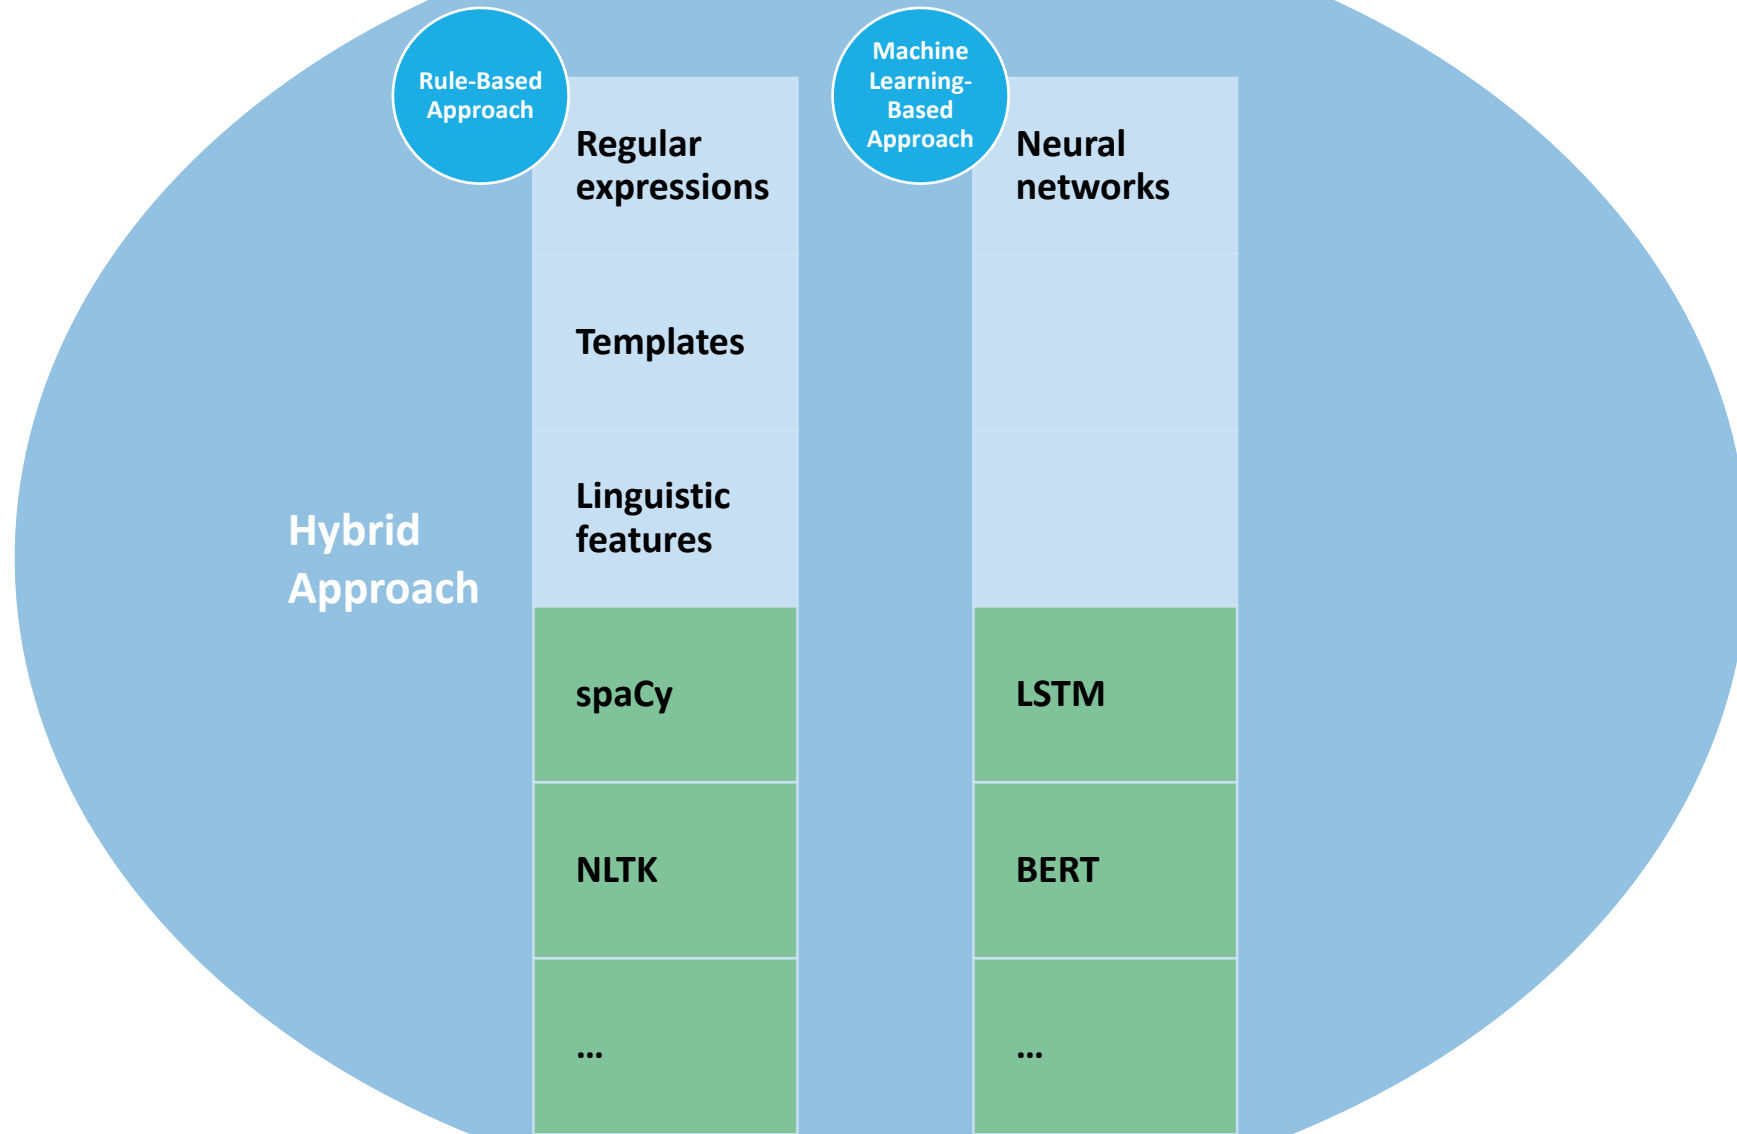 Rule-Based
Approach
Regular
expressions
Templates
Linguistic
features
spaCy
NLTK
...
Machine
Learning-
Based
Approach
Neural
networks
LSTM
BERT
...
Hybrid
Approach